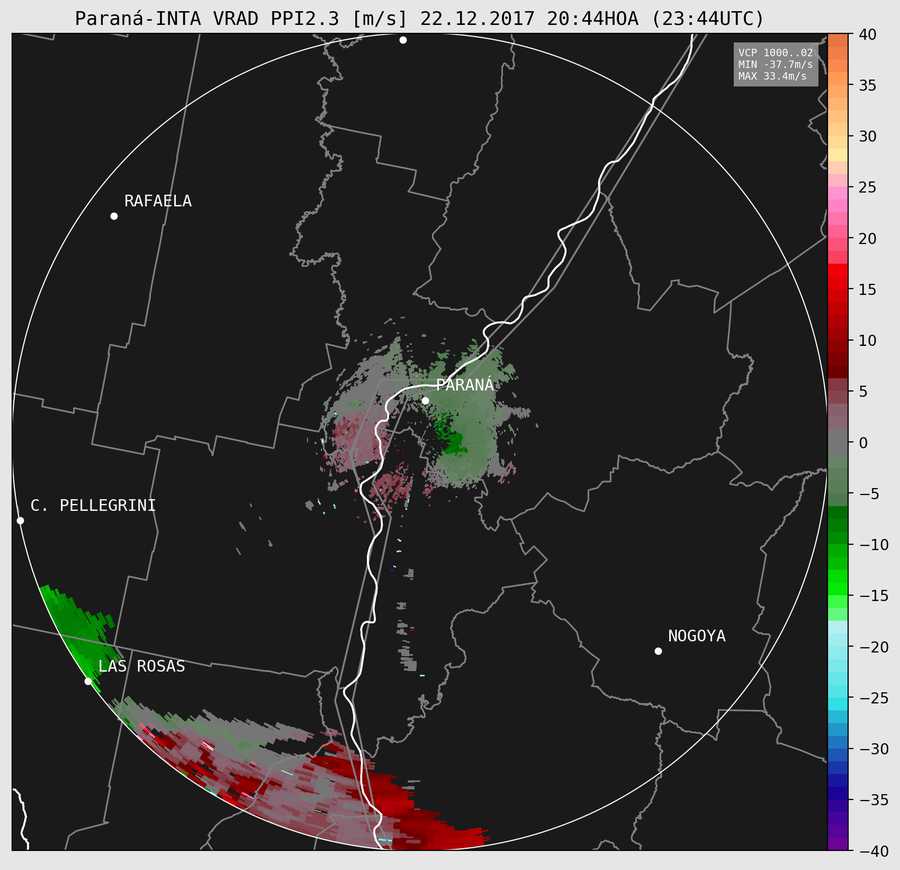 Paraná-INTA VRAD PPI2.3 [m/s] 22.12.2017 20:44HOA (23:44UTC)
VCP 1000..02
MIN -37.7m/s
MAX 33.4m/s
RAFAELA
PARANÁ
C. PELLEGRINI
LAS ROSAS
NOGOYA
40
35
30
25
20
15
10
5
0
−5
−10
−15
−20
−25
−30
−35
−40